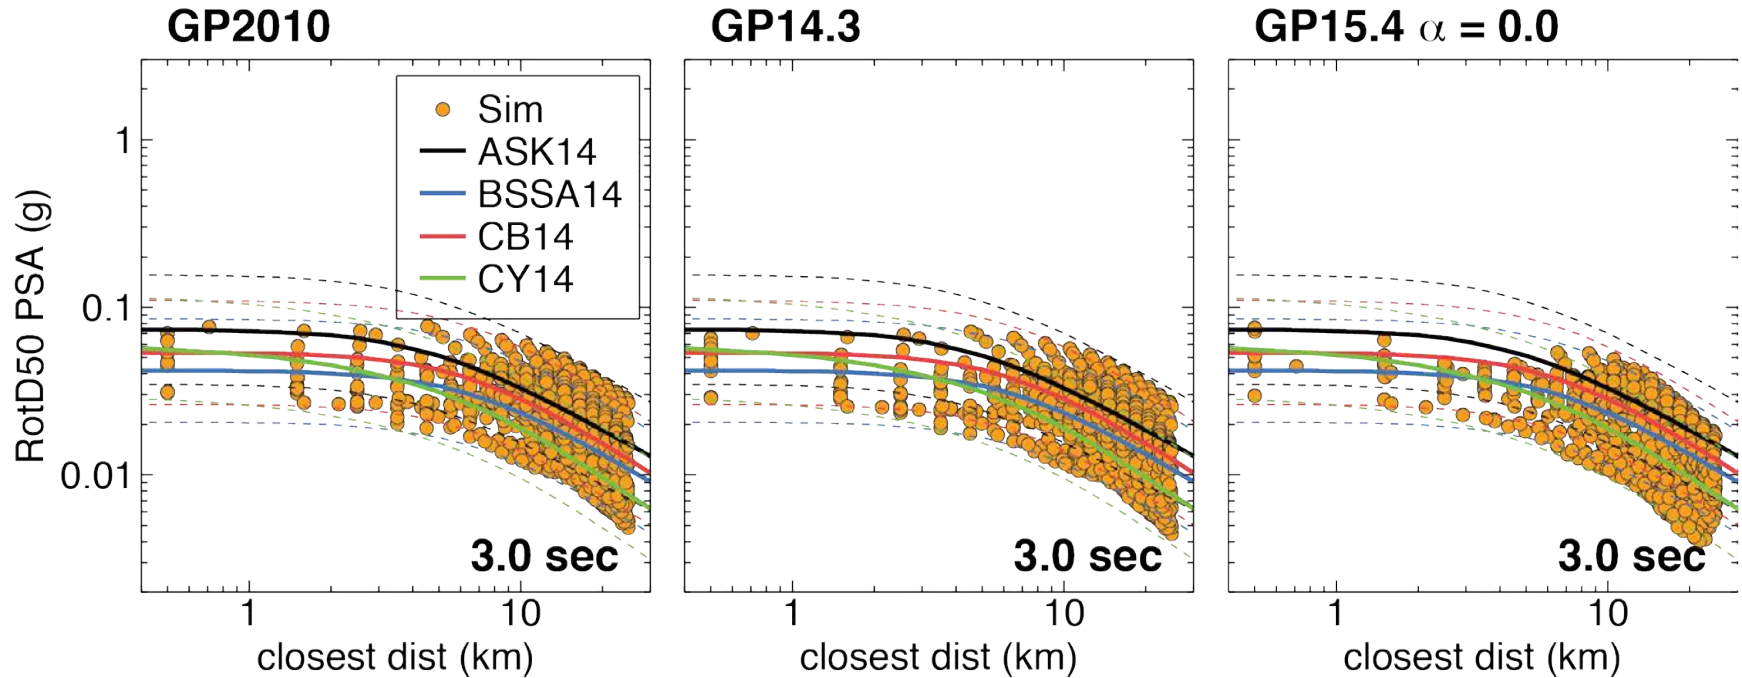 GP2010 GP14.3 GP15.4 α = 0.0
Sim
ASK14
BSSA14
CB14
CY14
RotD50 PSA (g)
1
0.1
0.01
3.0 sec 3.0 sec 3.0 sec
1 10 1 10 1 10
closest dist (km) closest dist (km) closest dist (km)